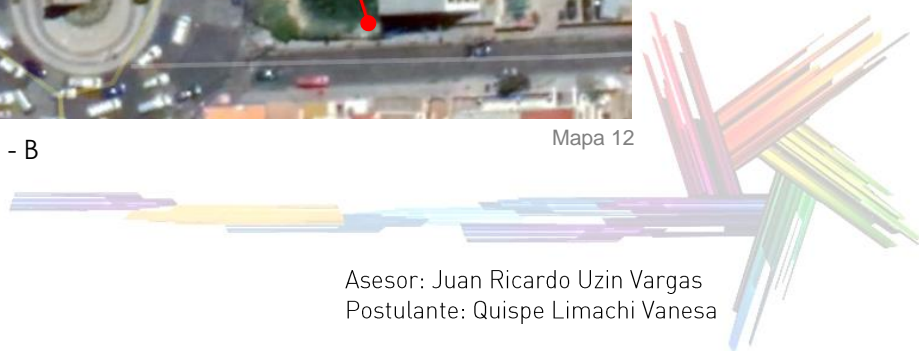 Mapa 12
- B
Asesor: Juan Ricardo Uzin Vargas
Postulante: Quispe Limachi Vanesa